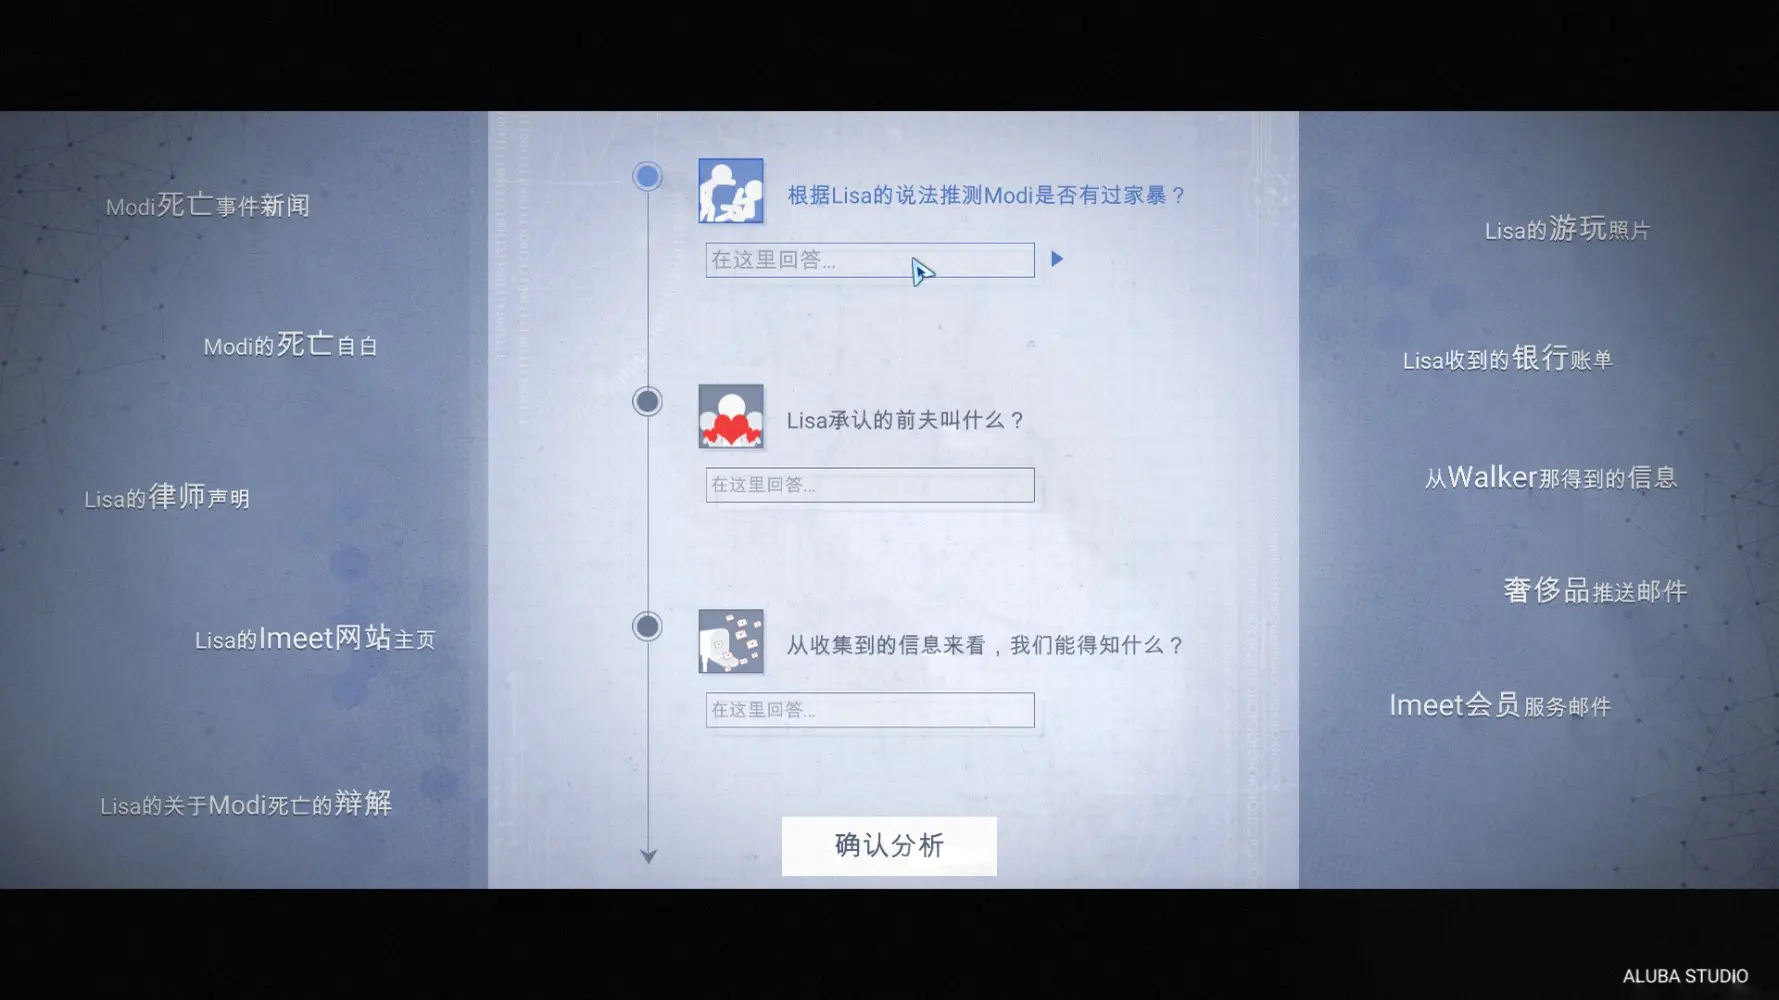 Modi死亡事件新闻
Modi的死亡自白
Lisa的律师声明
Lisa的Imeet网站主页
Lisa的关于Modi死亡的辩解
根据Lisa的说法推测Modi是否有过家暴？
在这里回答...
Lisa承认的前夫叫什么？
在这里回答...
从收集到的信息来看，我们能得知什么？
在这里回答...
确认分析
Lisa的游玩照片
Lisa收到的银行账单
从Walker那得到的信息
奢侈品推送邮件
Imeet会员服务邮件
ALUBA STUDIO